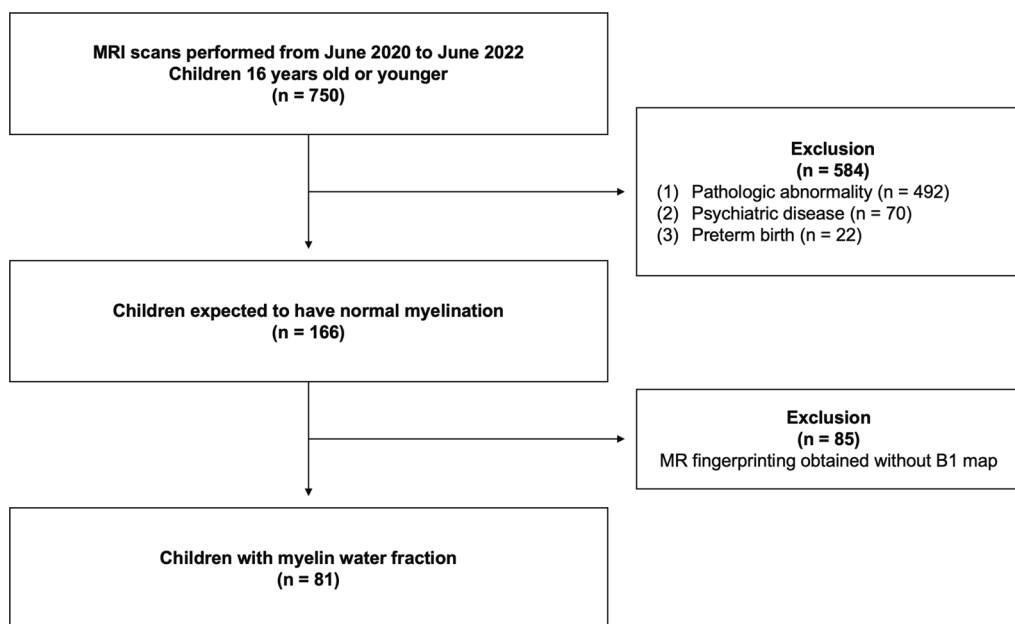 MRI scans performed from June 2020 to June 2022
Children 16 years old or younger
(n = 750)
Exclusion
(n = 584)
(1) Pathologic abnormality (n = 492)
(2) Psychiatric disease (n = 70)
(3) Preterm birth (n = 22)
Children expected to have normal myelination
(n = 166)
Exclusion
(n = 85)
MR fingerprinting obtained without B1 map
Children with myelin water fraction
(n = 81)